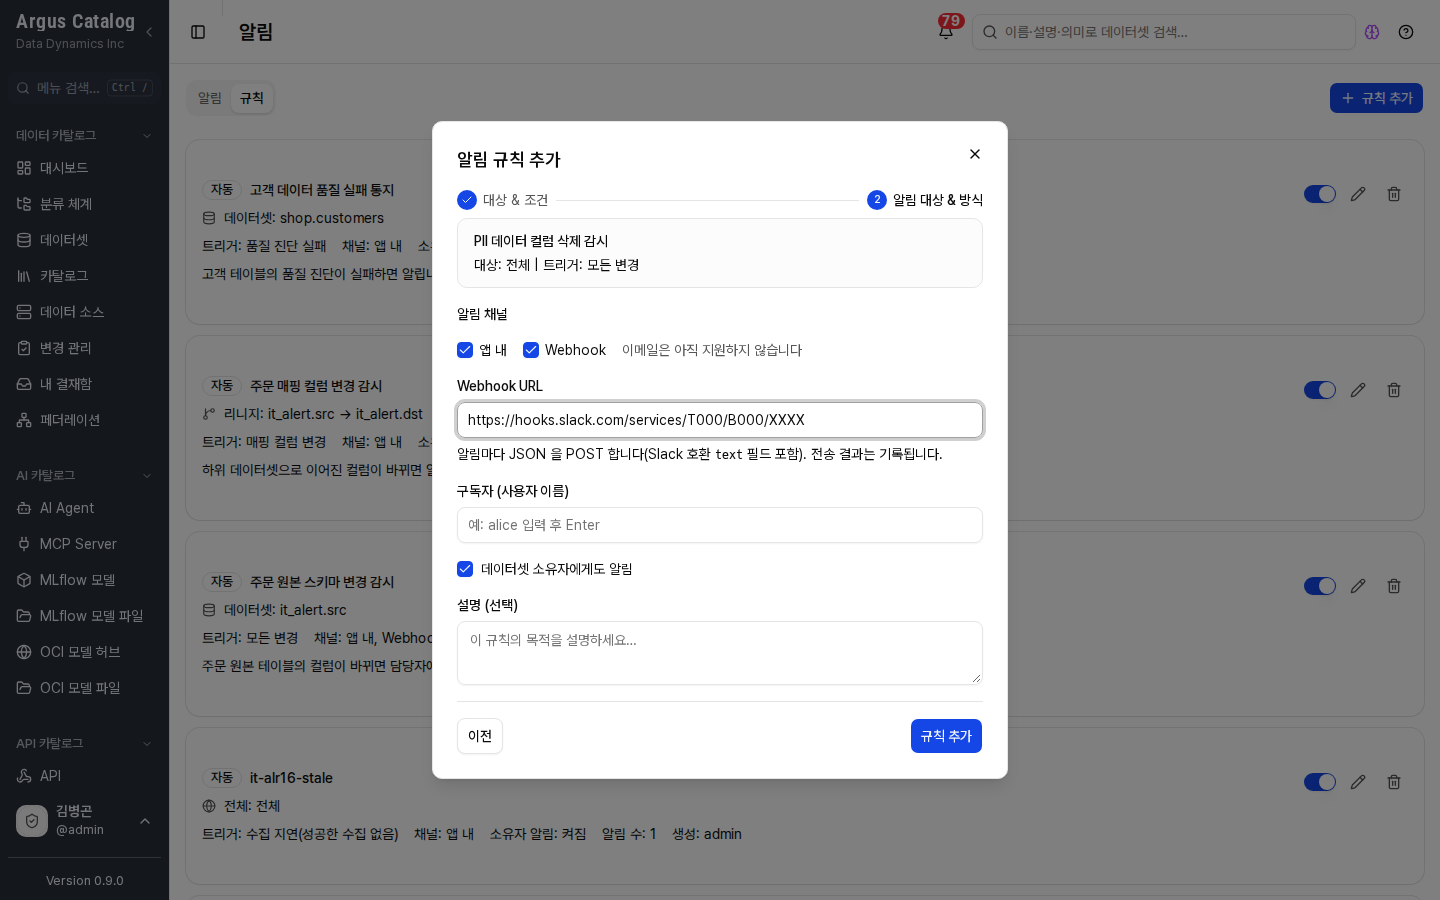 Argus Catalog
Data Dynamics Inc
메뉴 검색... Ctrl /
데이터 카탈로그
대시보드
분류 체계
데이터셋
카탈로그
데이터 소스
변경 관리
내 결재함
페더레이션
AI 카탈로그
AI Agent
MCP Server
MLflow 모델
MLflow 모델 파일
OCI 모델 허브
OCI 모델 파일
API 카탈로그
API
김병곤
@admin
Version 0.9.0
알림
79
이름·설명·의미로 데이터셋 검색...
알림 규칙
규칙 추가
자동 고객 데이터 품질 실패 통지
데이터셋: shop.customers
트리거: 품질 진단 실패 채널: 앱 내
고객 테이블의 품질 진단이 실패하면
자동 주문 매핑 컬럼 변경 감시
리니지: it_alert.src → it_alert.dst
트리거: 매핑 컬럼 변경 채널: 앱 내
하위 데이터셋으로 이어진 컬럼이 바뀌면
자동 주문 원본 스키마 변경 감시
데이터셋: it_alert.src
트리거: 모든 변경 채널: 앱 내,
주문 원본 테이블의 컬럼이 바뀌면
자동 it-alr16-stale
전체: 전체
트리거: 수집 지연(성공한 수집 없음) 채널: 앱 내 소유자 알림: 켜짐 알림 수: 1 생성: admin
알림 규칙 추가
대상 & 조건 2 알림 대상 & 방식
PII 데이터 컬럼 삭제 감시
대상: 전체 | 트리거: 모든 변경
알림 채널
앱 내 Webhook 이메일은 아직 지원하지 않습니다
Webhook URL
https://hooks.slack.com/services/T000/B000/XXXX
알림마다 JSON 을 POST 합니다(Slack 호환 text 필드 포함). 전송 결과는 기록됩니다.
구독자 (사용자 이름)
예: alice 입력 후 Enter
데이터셋 소유자에게도 알림
설명 (선택)
이 규칙의 목적을 설명하세요...
이전
규칙 추가